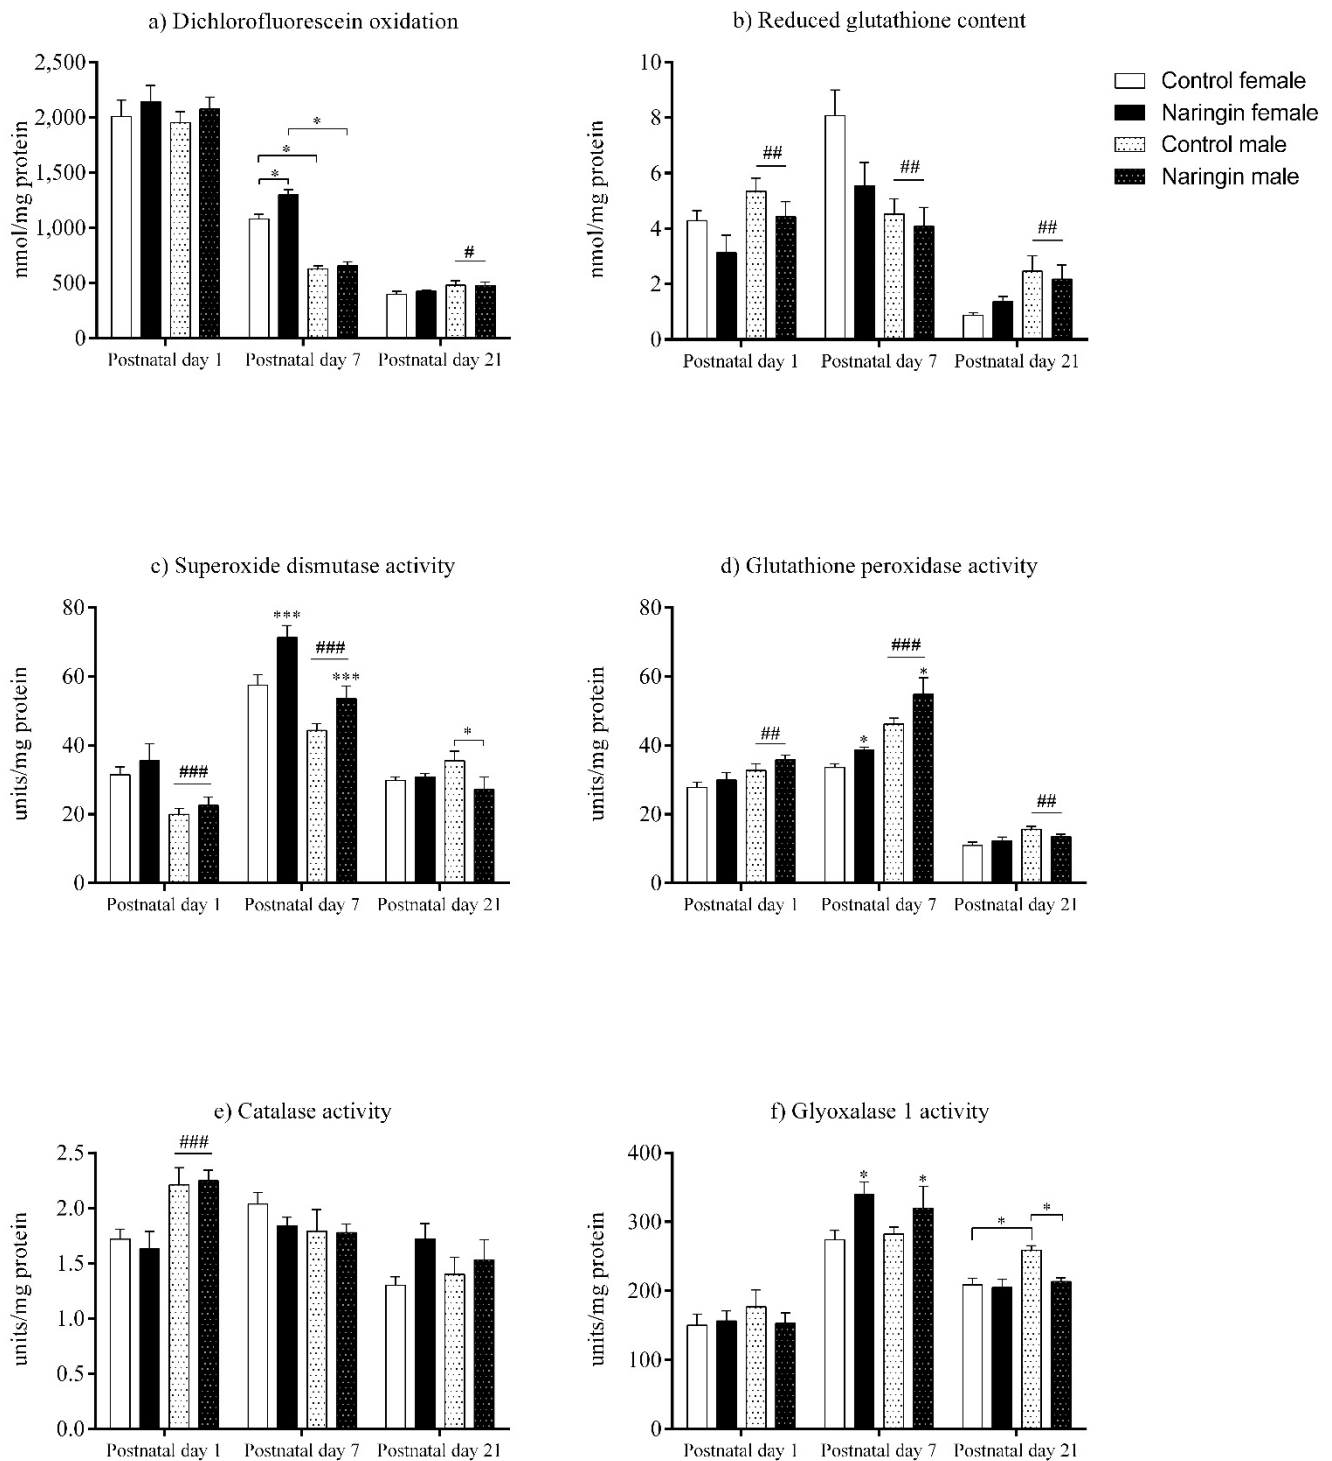 a) Dichlorofluorescein oxidation
nmol/mg protein
2,500
2,000
1,500
1,000
500
0
*
*
*
#
Postnatal day 1
Postnatal day 7
Postnatal day 21
b) Reduced glutathione content
nmol/mg protein
10
8
6
4
2
0
##
##
##
Postnatal day 1
Postnatal day 7
Postnatal day 21
Control female
Naringin female
Control male
Naringin male
c) Superoxide dismutase activity
units/mg protein
80
60
40
20
0
###
***
###
***
*
Postnatal day 1
Postnatal day 7
Postnatal day 21
d) Glutathione peroxidase activity
units/mg protein
80
60
40
20
0
##
*
###
*
##
Postnatal day 1
Postnatal day 7
Postnatal day 21
e) Catalase activity
units/mg protein
2.5
2.0
1.5
1.0
0.5
0.0
###
Postnatal day 1
Postnatal day 7
Postnatal day 21
f) Glyoxalase 1 activity
units/mg protein
400
300
200
100
0
*
*
*
*
Postnatal day 1
Postnatal day 7
Postnatal day 21